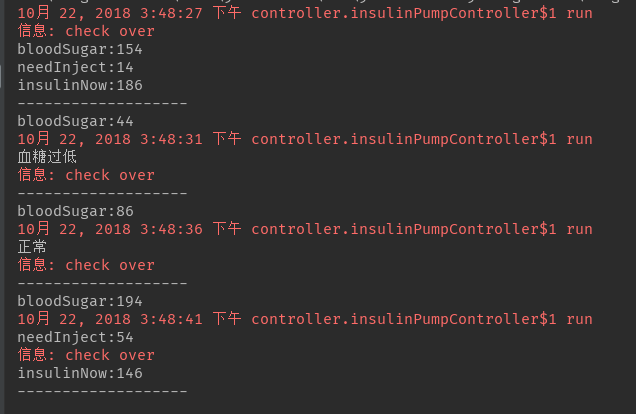 10月 22, 2018 3:48:27 下午 controller.insulinPumpController$1 run
信息: check over
bloodSugar:154
needInject:14
insulinNow:186
-------------------
bloodSugar:44
10月 22, 2018 3:48:31 下午 controller.insulinPumpController$1 run
血糖过低
信息: check over
-------------------
bloodSugar:86
10月 22, 2018 3:48:36 下午 controller.insulinPumpController$1 run
正常
信息: check over
-------------------
bloodSugar:194
10月 22, 2018 3:48:41 下午 controller.insulinPumpController$1 run
needInject:54
信息: check over
insulinNow:146
-------------------